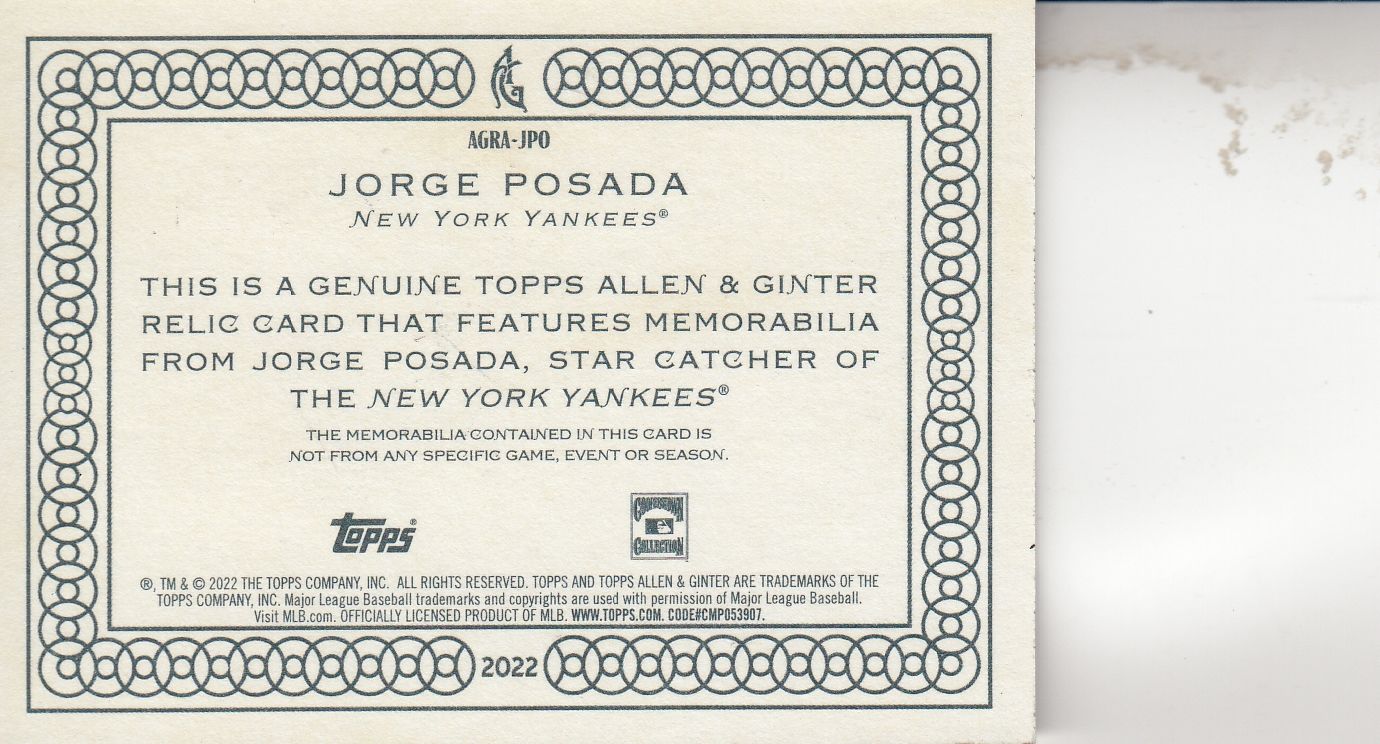 AG
AGRA-JPO
JORGE POSADA
NEW YORK YANKEES®
THIS IS A GENUINE TOPPS ALLEN & GINTER
RELIC CARD THAT FEATURES MEMORABILIA
FROM JORGE POSADA, STAR CATCHER OF
THE NEW YORK YANKEES®
THE MEMORABILIA CONTAINED IN THIS CARD IS
NOT FROM ANY SPECIFIC GAME, EVENT OR SEASON.
TOPPS®
COOPERSTOWN
COLLECTION
®, TM & © 2022 THE TOPPS COMPANY, INC. ALL RIGHTS RESERVED. TOPPS AND TOPPS ALLEN & GINTER ARE TRADEMARKS OF THE
TOPPS COMPANY, INC. Major League Baseball trademarks and copyrights are used with permission of Major League Baseball.
Visit MLB.com. OFFICIALLY LICENSED PRODUCT OF MLB. WWW.TOPPS.COM. CODE#CMP053907.
2022